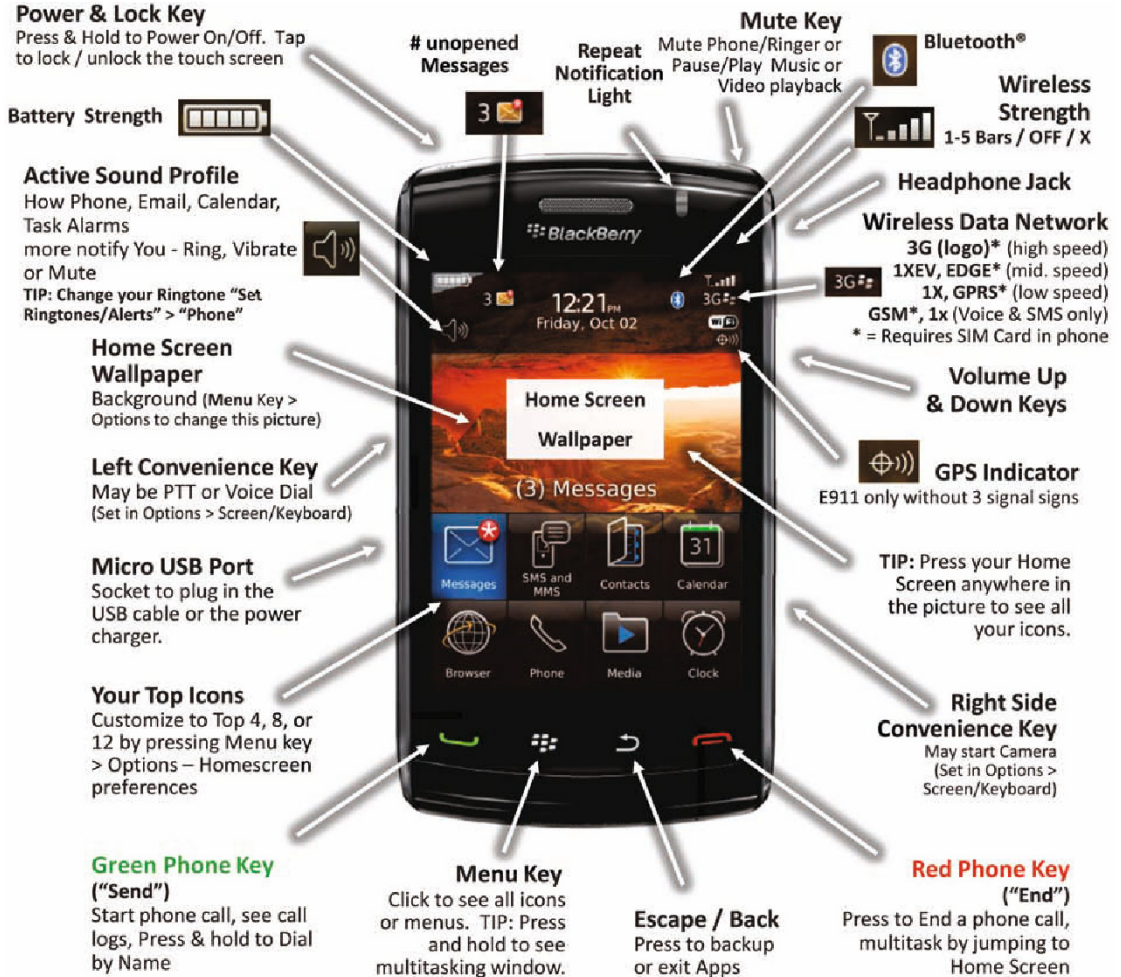 Power & Lock Key
Press & Hold to Power On/Off. Tap
to lock / unlock the touch screen
# unopened
Messages
3
Repeat
Notification
Light
Mute Key
Mute Phone/Ringer or
Pause/Play Music or
Video playback
Bluetooth®
Wireless
Strength
1-5 Bars / OFF / X
Battery Strength
Active Sound Profile
How Phone, Email, Calendar,
Task Alarms
more notify You - Ring, Vibrate
or Mute
TIP: Change your Ringtone “Set
Ringtones/Alerts” > “Phone”
Headphone Jack
Wireless Data Network
3G (logo)* (high speed)
1XEV, EDGE* (mid. speed)
1X, GPRS* (low speed)
GSM*, 1x (Voice & SMS only)
* = Requires SIM Card in phone
3G
BlackBerry
3
12:21PM
Friday, Oct 02
3G
WiFi
Home Screen
Wallpaper
Background (Menu Key >
Options to change this picture)
Home Screen
Wallpaper
(3) Messages
Volume Up
& Down Keys
GPS Indicator
E911 only without 3 signal signs
Left Convenience Key
May be PTT or Voice Dial
(Set in Options > Screen/Keyboard)
Micro USB Port
Socket to plug in the
USB cable or the power
charger.
Messages
SMS and
MMS
Contacts
31
Calendar
Browser
Phone
Media
Clock
TIP: Press your Home
Screen anywhere in
the picture to see all
your icons.
Your Top Icons
Customize to Top 4, 8, or
12 by pressing Menu key
> Options – Homescreen
preferences
Right Side
Convenience Key
May start Camera
(Set in Options >
Screen/Keyboard)
Green Phone Key
(“Send”)
Start phone call, see call
logs, Press & hold to Dial
by Name
Menu Key
Click to see all icons
or menus. TIP: Press
and hold to see
multitasking window.
Escape / Back
Press to backup
or exit Apps
Red Phone Key
(“End”)
Press to End a phone call,
multitask by jumping to
Home Screen